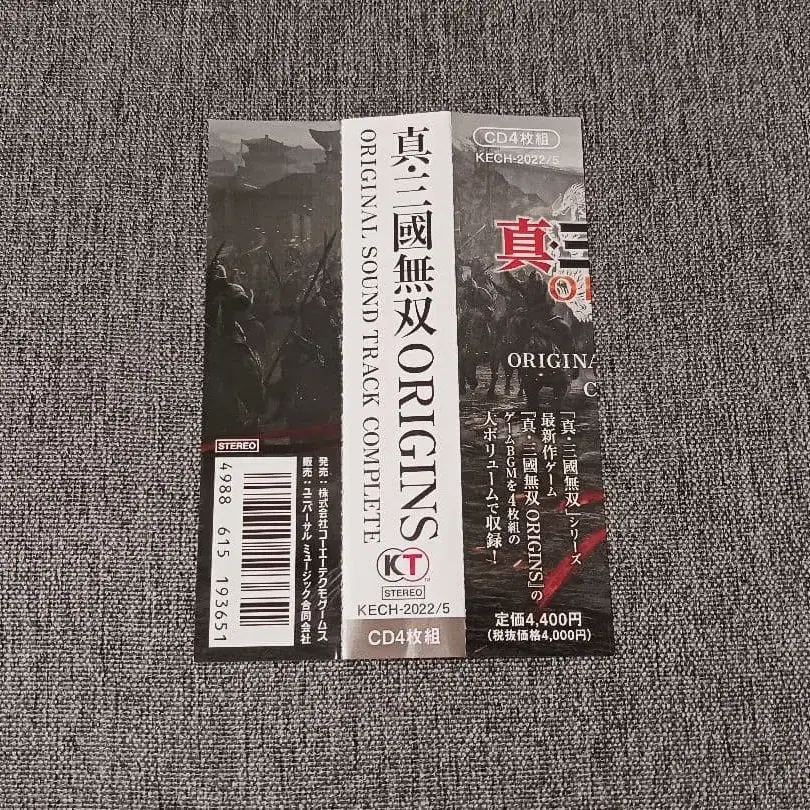 STEREO
4988 615 193651
発売：株式会社コーエーテクモゲームス
販売：ユニバーサル ミュージック合同会社
真・三國無双 ORIGINS
ORIGINAL SOUND TRACK COMPLETE
KT
TM
STEREO
KECH-2022/5
CD4枚組
CD4枚組
KECH-2022/5
真・三
O
ORIGINA
C
『真・三國無双』シリーズ
最新作ゲーム
『真・三國無双 ORIGINS』の
ゲームBGMを4枚組の
大ボリュームで収録！
定価4,400円
(税抜価格4,000円)